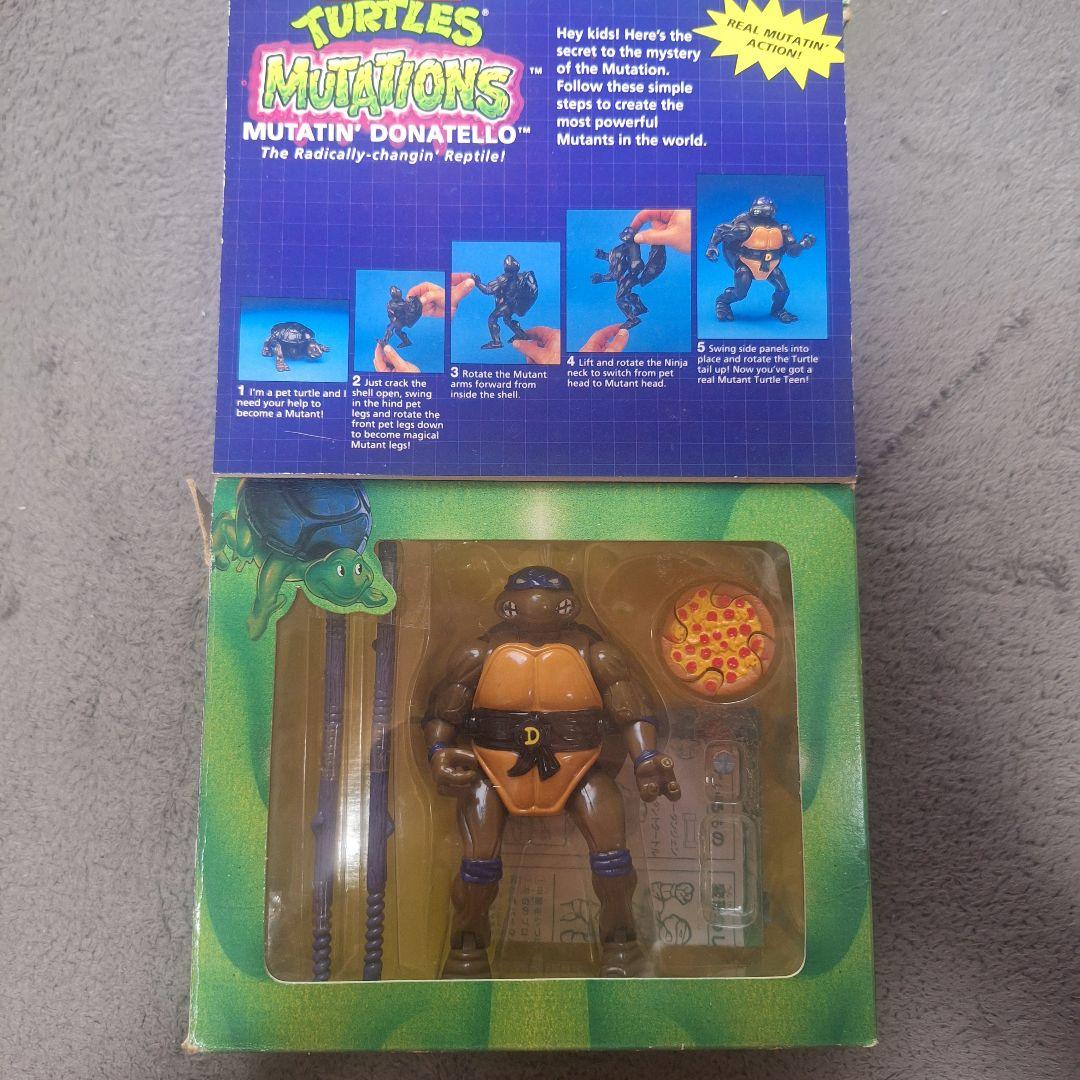 TURTLES®
MUTATIONS™
MUTATIN' DONATELLO™
The Radically-changin' Reptile!
Hey kids! Here's the
secret to the mystery
of the Mutation.
Follow these simple
steps to create the
most powerful
Mutants in the world.
REAL MUTATIN'
ACTION!
1 I'm a pet turtle and I
need your help to
become a Mutant!
2 Just crack the
shell open, swing
in the hind pet
legs and rotate the
front pet legs down
to become magical
Mutant legs!
3 Rotate the Mutant
arms forward from
inside the shell.
4 Lift and rotate the Ninja
neck to switch from pet
head to Mutant head.
5 Swing side panels into
place and rotate the Turtle
tail up! Now you've got a
real Mutant Turtle Teen!
D
D